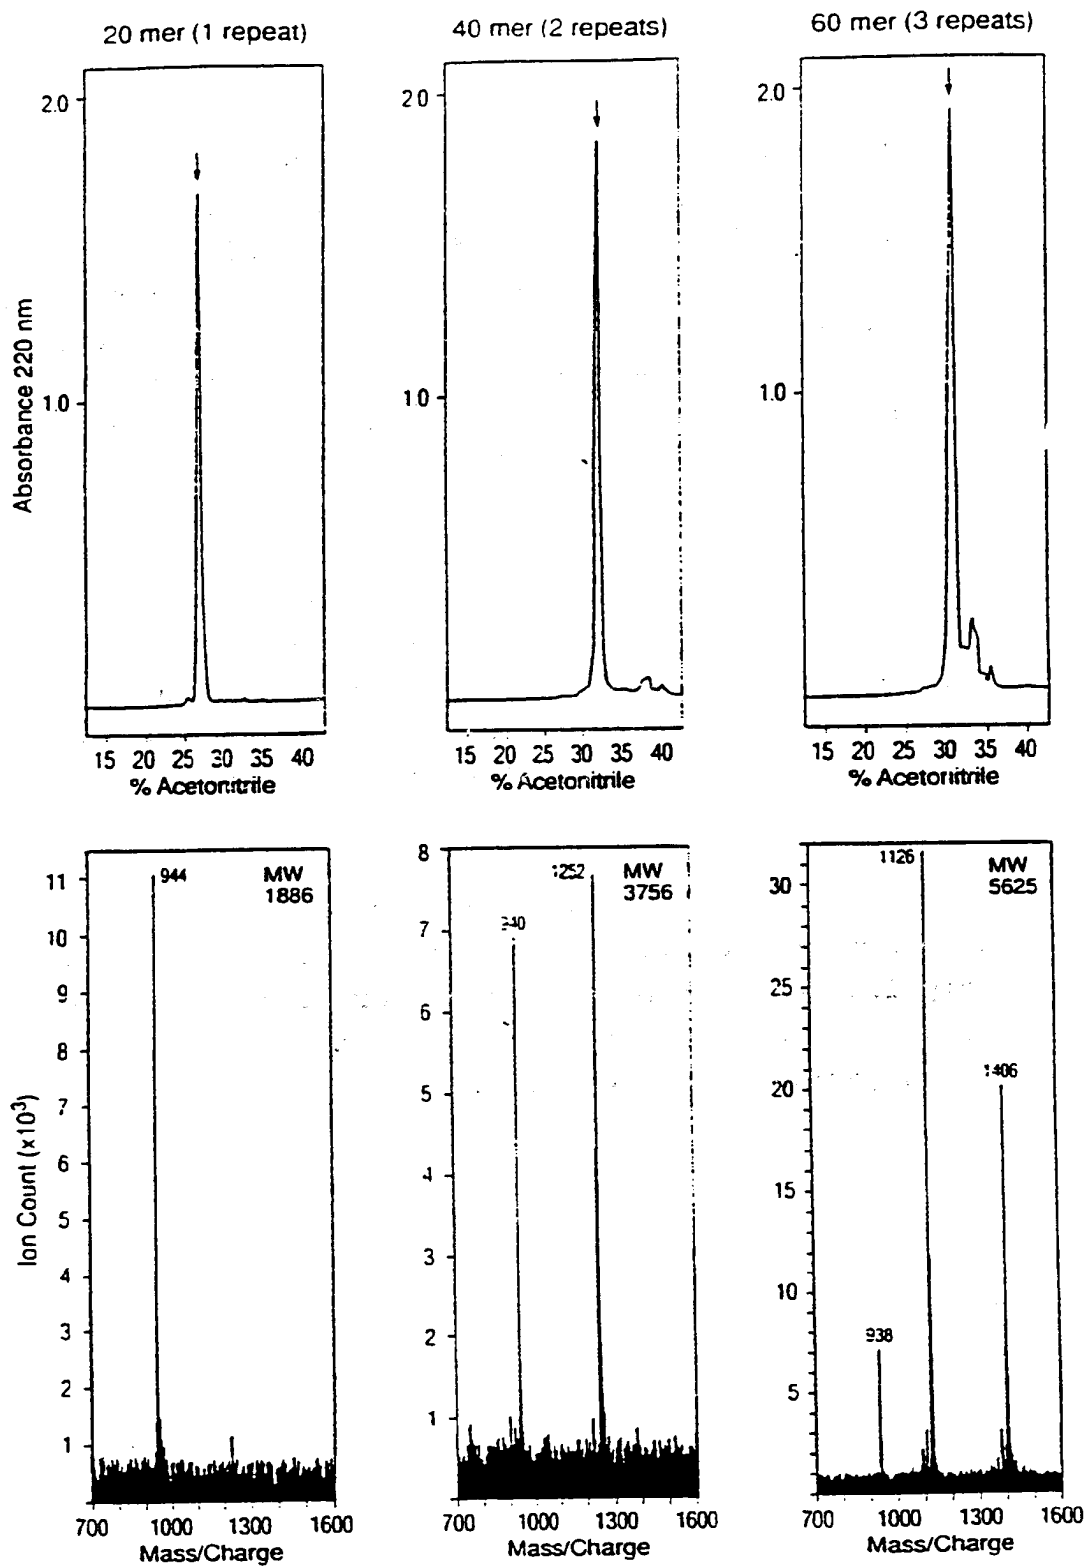 20 mer (1 repeat)
40 mer (2 repeats)
60 mer (3 repeats)
Absorbance 220 nm
2.0
1.0
15 20 25 30 35 40
% Acetonitrile
20
10
15 20 25 30 35 40
% Acetonitrile
2.0
1.0
15 20 25 30 35 40
% Acetonitrile
Ion Count (x10³)
11
10
9
8
7
6
5
4
3
2
1
944
MW
1886
700 1000 1300 1600
Mass/Charge
8
7
6
5
4
3
2
1
940
1252
MW
3756
700 1000 1300 1600
Mass/Charge
30
25
20
15
10
5
938
1126
1406
MW
5625
700 1000 1300 1600
Mass/Charge